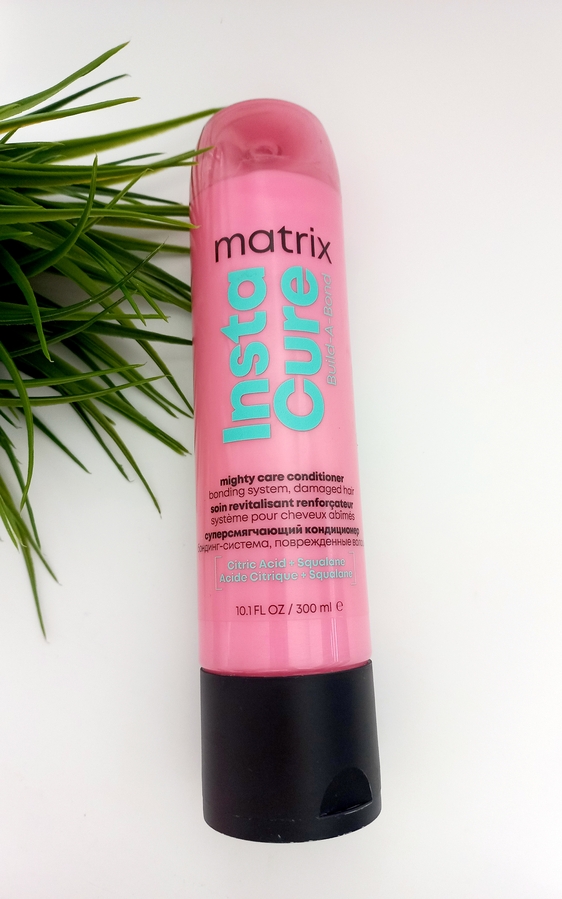 matrix
Insta
Cure
Build-A-Bond
mighty care conditioner
bonding system, damaged hair
soin revitalisant renforçateur
système pour cheveux abîmés
суперсмягчающий кондиционер
поврежденные
Citric Acid + Squalane
Acide Citrique + Squalane
10.1 FL OZ / 300 ml ℮